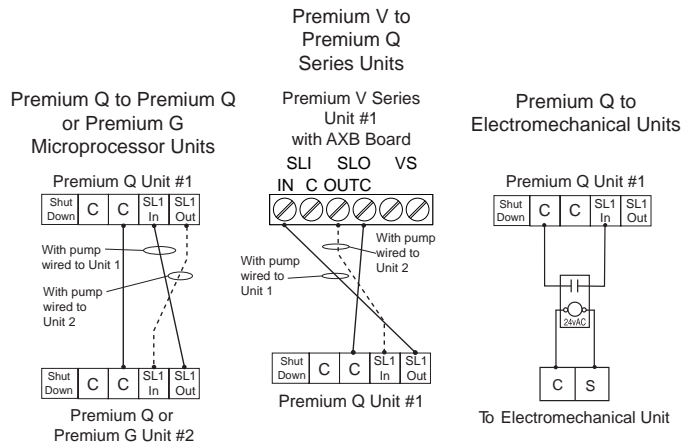 Premium Q to Premium Q
or Premium G
Microprocessor Units
Premium Q Unit #1
Shut
Down
C
C
SL1
In
SL1
Out
With pump
wired to Unit 1
With pump
wired to
Unit 2
Shut
Down
C
C
SL1
In
SL1
Out
Premium Q or
Premium G Unit #2
Premium V to
Premium Q
Series Units
Premium V Series
Unit #1
with AXB Board
SLI SLO VS
IN C OUTC
With pump
wired to
Unit 2
With pump
wired to
Unit 1
Shut
Down
C
C
SL1
In
SL1
Out
Premium Q Unit #1
Premium Q to
Electromechanical Units
Premium Q Unit #1
Shut
Down
C
C
SL1
In
SL1
Out
24vAC
C
S
To Electromechanical Unit